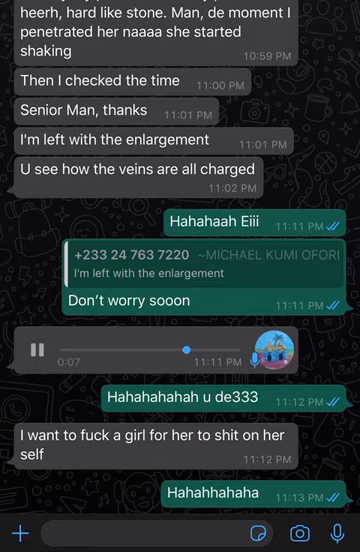 heerh, hard like stone. Man, de moment I
penetrated her naaaa she started
shaking
10:59 PM
Then I checked the time
11:00 PM
Senior Man, thanks
11:01 PM
I'm left with the enlargement
11:01 PM
U see how the veins are all charged
11:02 PM
Hahahaah Eiii
11:11 PM
+233 24 763 7220 ~MICHAEL KUMI OFORI
I'm left with the enlargement
Don't worry sooon
11:11 PM
0:07
11:11 PM
Hahahahahah u de333
11:12 PM
I want to fuck a girl for her to shit on her
self
11:12 PM
Hahahhahaha
11:13 PM